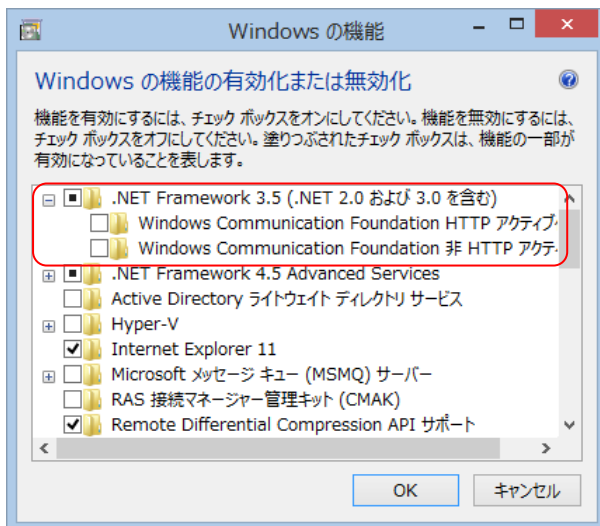 Windows の機能
Windows の機能の有効化または無効化
機能を有効にするには、チェック ボックスをオンにしてください。機能を無効にするには、
チェック ボックスをオフにしてください。塗りつぶされたチェック ボックスは、機能の一部が
有効になっていることを表します。
.NET Framework 3.5 (.NET 2.0 および 3.0 を含む)
Windows Communication Foundation HTTP アクティブ
Windows Communication Foundation 非 HTTP アクテ
.NET Framework 4.5 Advanced Services
Active Directory ライトウェイト ディレクトリ サービス
Hyper-V
Internet Explorer 11
Microsoft メッセージ キュー (MSMQ) サーバー
RAS 接続マネージャー管理キット (CMAK)
Remote Differential Compression API サポート
OK キャンセル